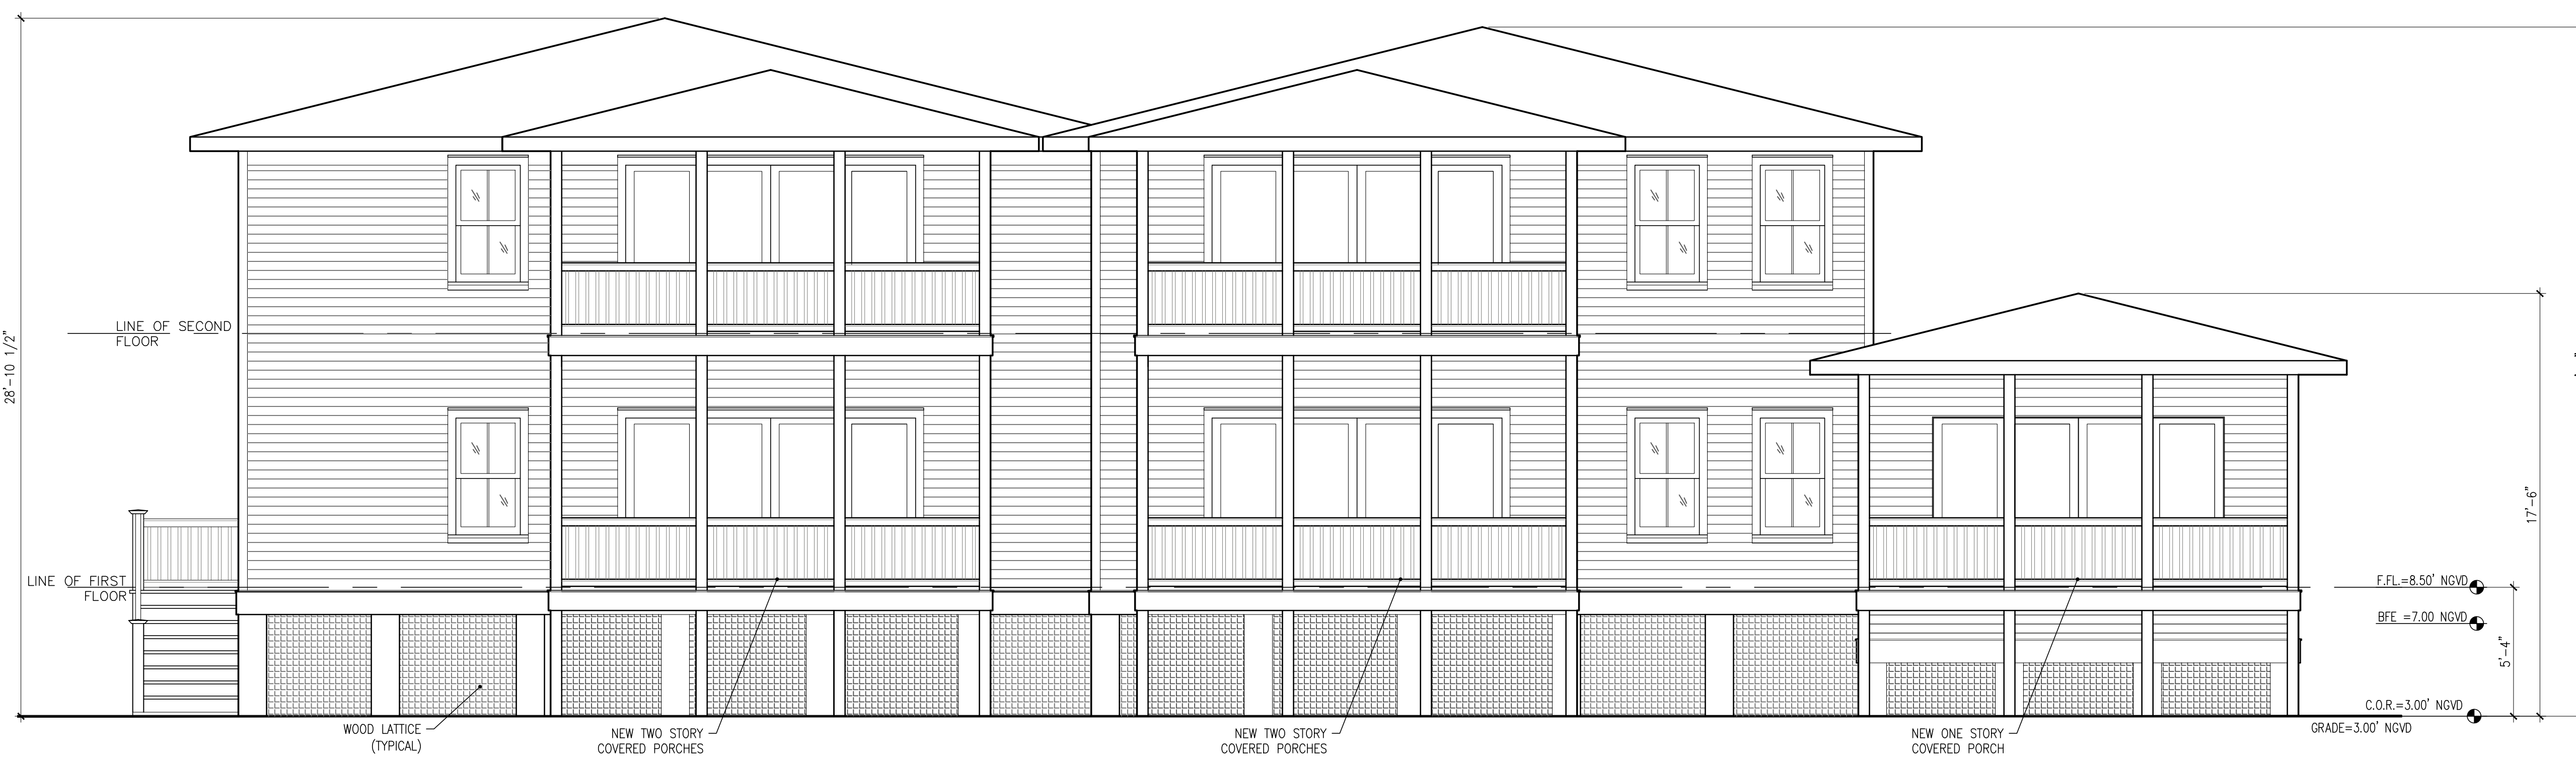 28'-10 1/2"
LINE OF SECOND
FLOOR
LINE OF FIRST
FLOOR
WOOD LATTICE
(TYPICAL)
NEW TWO STORY
COVERED PORCHES
NEW TWO STORY
COVERED PORCHES
NEW ONE STORY
COVERED PORCH
F.FL.=8.50' NGVD
BFE =7.00 NGVD
C.O.R.=3.00' NGVD
GRADE=3.00' NGVD
5'-4"
17'-6"